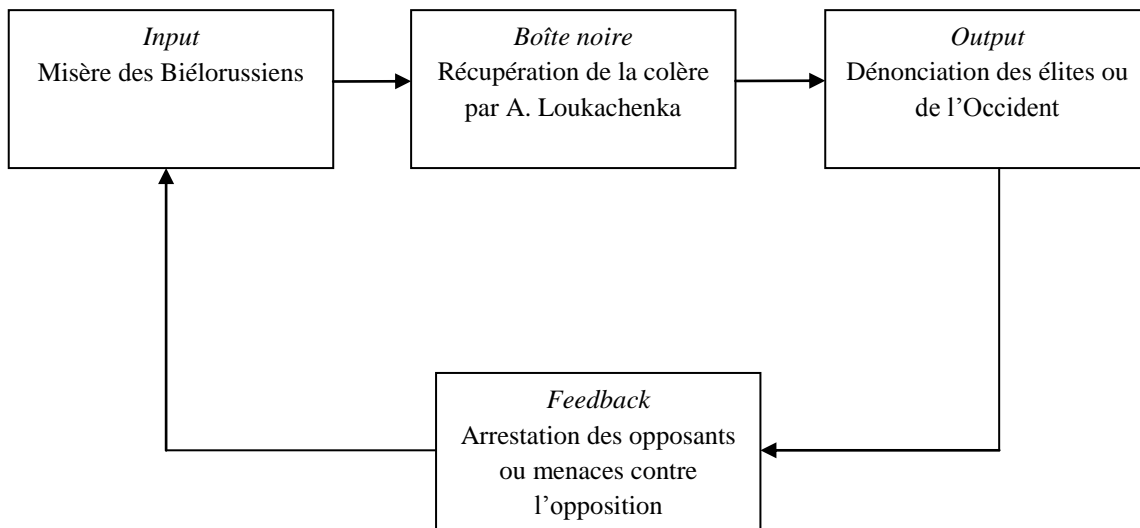 Input
Misère des Biélorussiens
Boîte noire
Récupération de la colère
par A. Loukachenka
Output
Dénonciation des élites ou
de l’Occident
Feedback
Arrestation des opposants
ou menaces contre
l’opposition